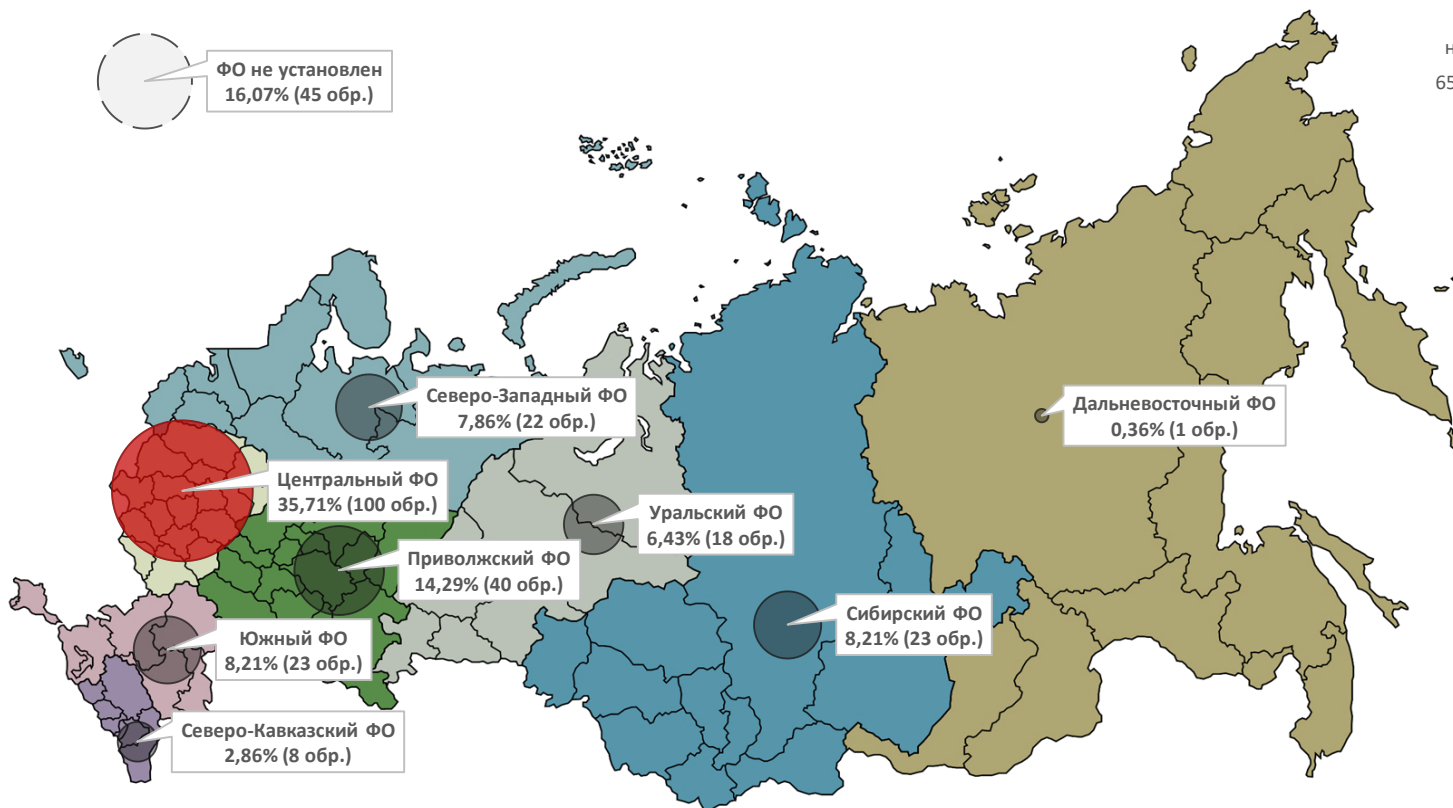 ФО не установлен
16,07% (45 обр.)
н
65
Северо-Западный ФО
7,86% (22 обр.)
Дальневосточный ФО
0,36% (1 обр.)
Центральный ФО
35,71% (100 обр.)
Уральский ФО
6,43% (18 обр.)
Приволжский ФО
14,29% (40 обр.)
Сибирский ФО
8,21% (23 обр.)
Южный ФО
8,21% (23 обр.)
Северо-Кавказский ФО
2,86% (8 обр.)